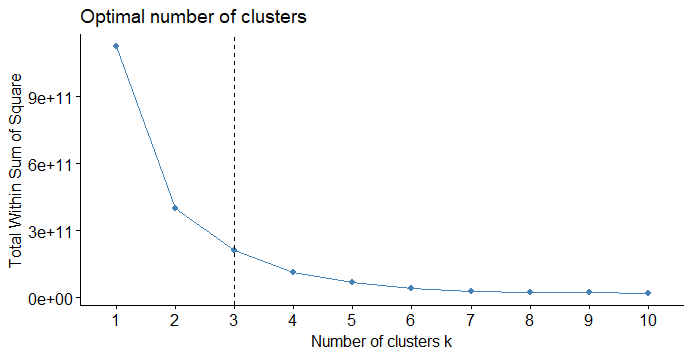 Optimal number of clusters
Total Within Sum of Square
9e+11
6e+11
3e+11
0e+00
1 2 3 4 5 6 7 8 9 10
Number of clusters k